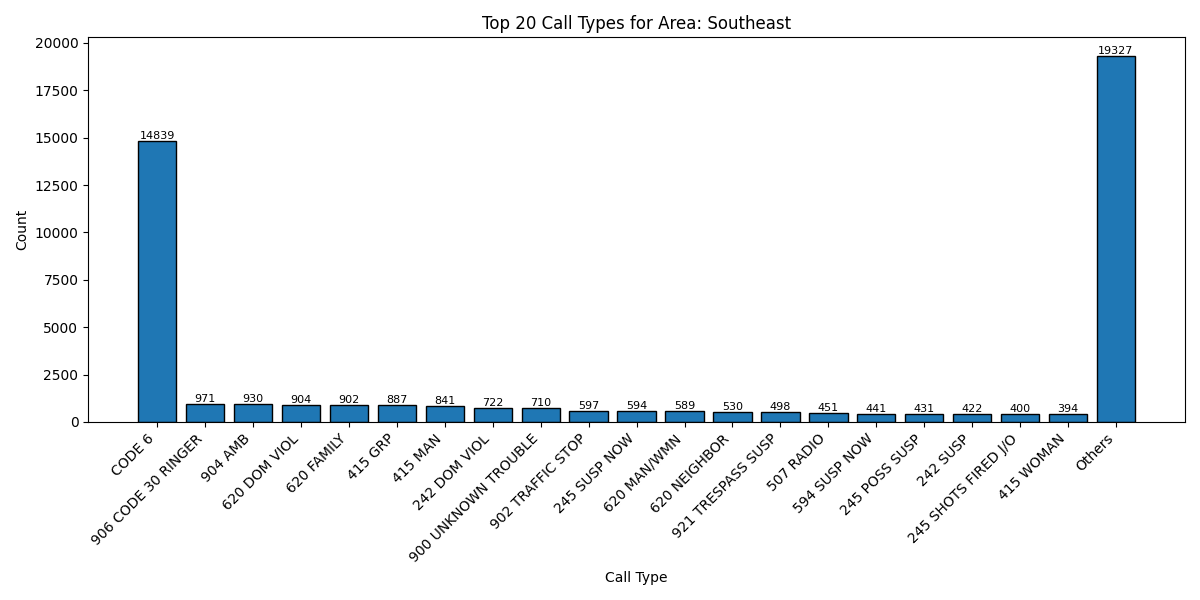 Top 20 Call Types for Area: Southeast
Count
20000
17500
15000
12500
10000
7500
5000
2500
0
14839
971
930
904
902
887
841
722
710
597
594
589
530
498
451
441
431
422
400
394
19327
CODE 6
906 CODE 30 RINGER
904 AMB
620 DOM VIOL
620 FAMILY
415 GRP
415 MAN
242 DOM VIOL
900 UNKNOWN TROUBLE
902 TRAFFIC STOP
245 SUSP NOW
620 MAN/WMN
620 NEIGHBOR
921 TRESPASS SUSP
507 RADIO
594 SUSP NOW
245 POSS SUSP
242 SUSP
245 SHOTS FIRED J/O
415 WOMAN
Others
Call Type